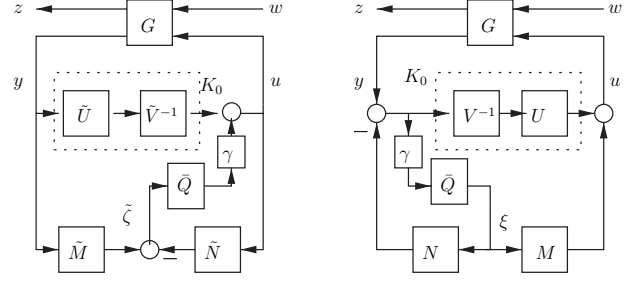 z w z w
G G
y K₀ u y K₀ u
Ũ Ṽ⁻¹ V⁻¹ U
−
γ γ
Q̄ Q̄
ζ̃ ξ
M̃ − Ñ N M